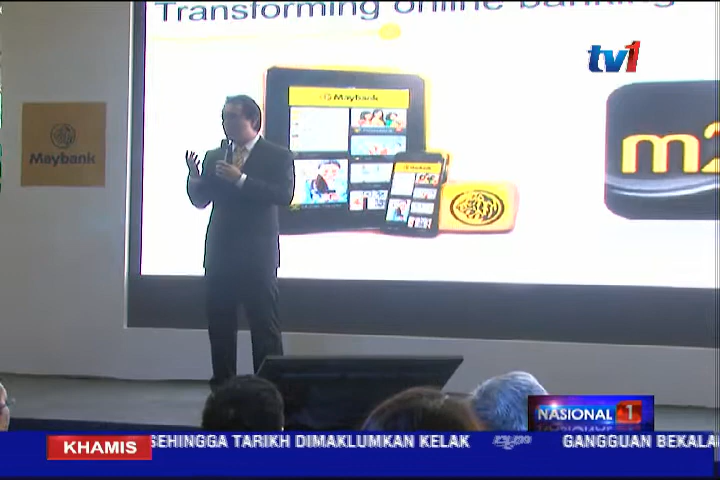 Transforming online banking
tv1
Maybank
Maybank
m2
NASIONAL 1
KHAMIS
SEHINGGA TARIKH DIMAKLUMKAN KELAK
GANGGUAN BEKALA